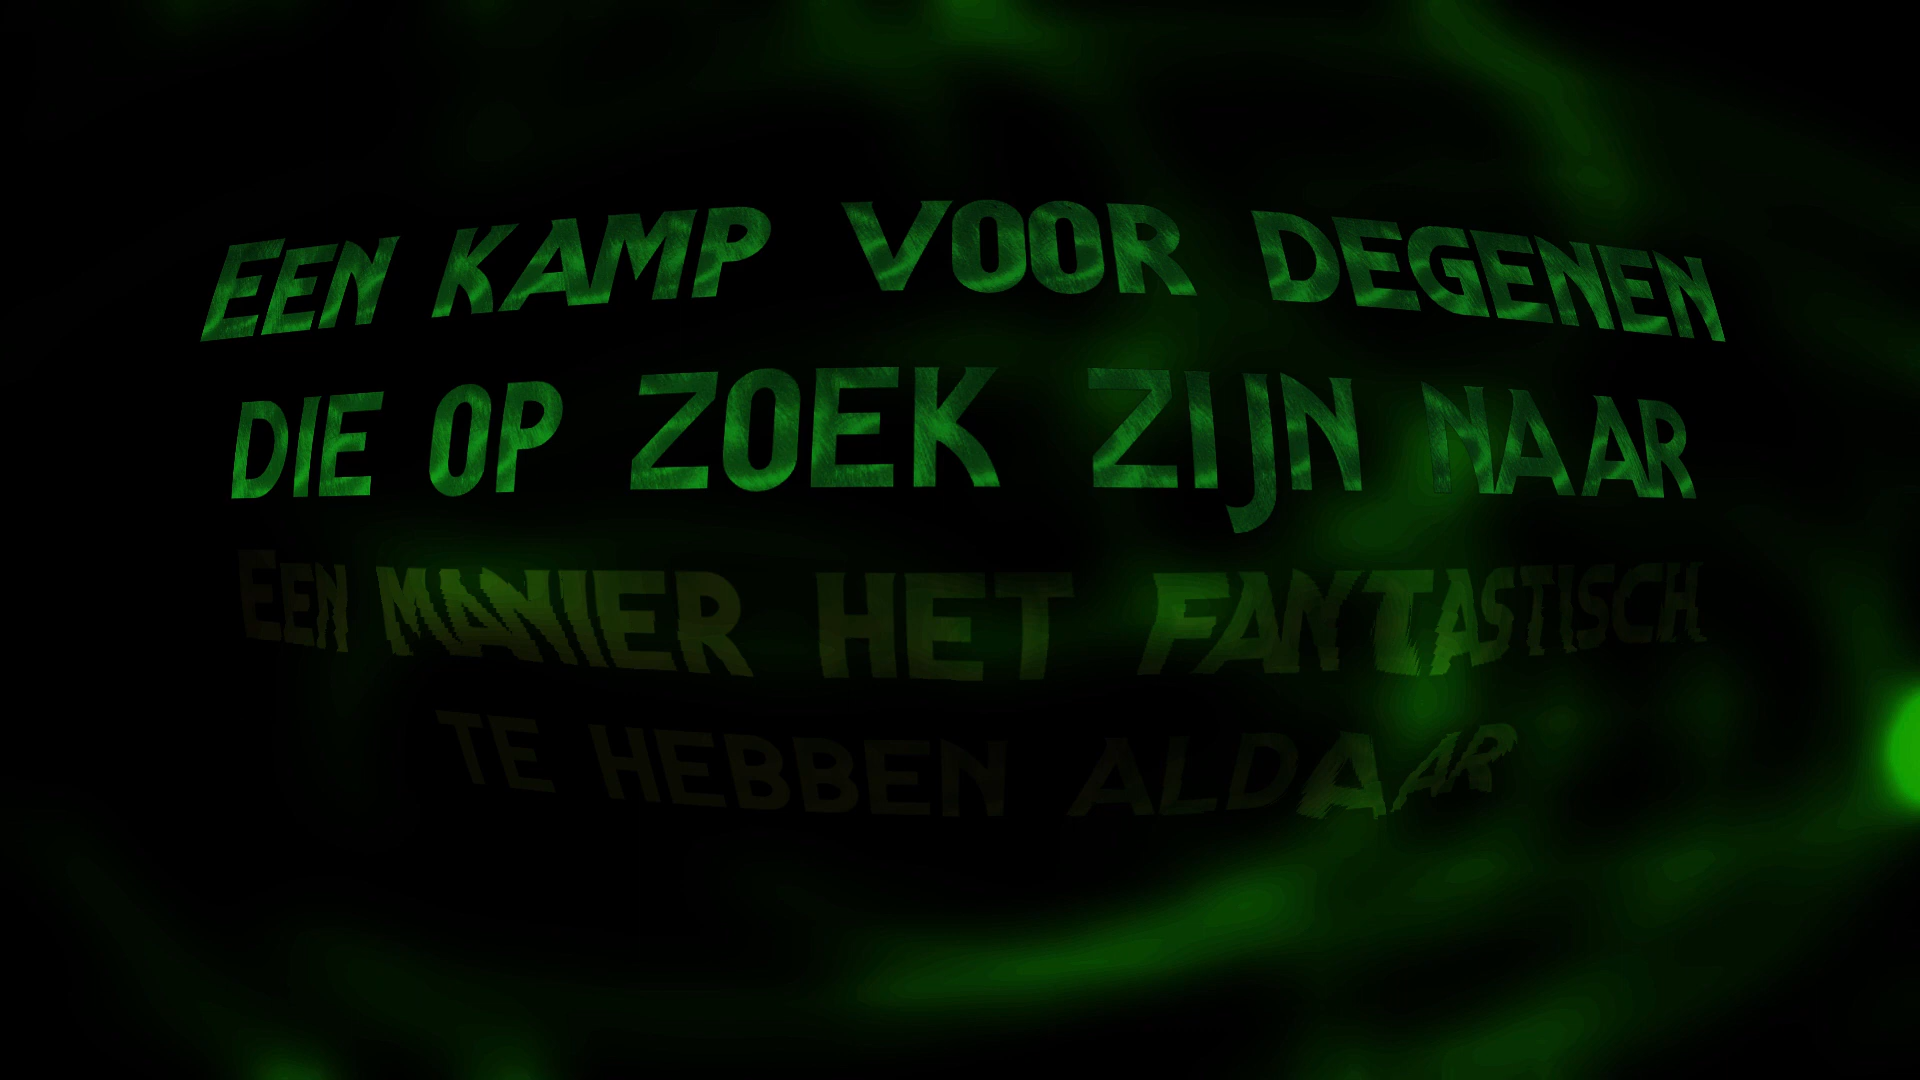 EEN KAMP VOOR DEGENEN
DIE OP ZOEK ZIJN NAAR
EEN MANIER HET FANTASTISCH
TE HEBBEN ALDAAR